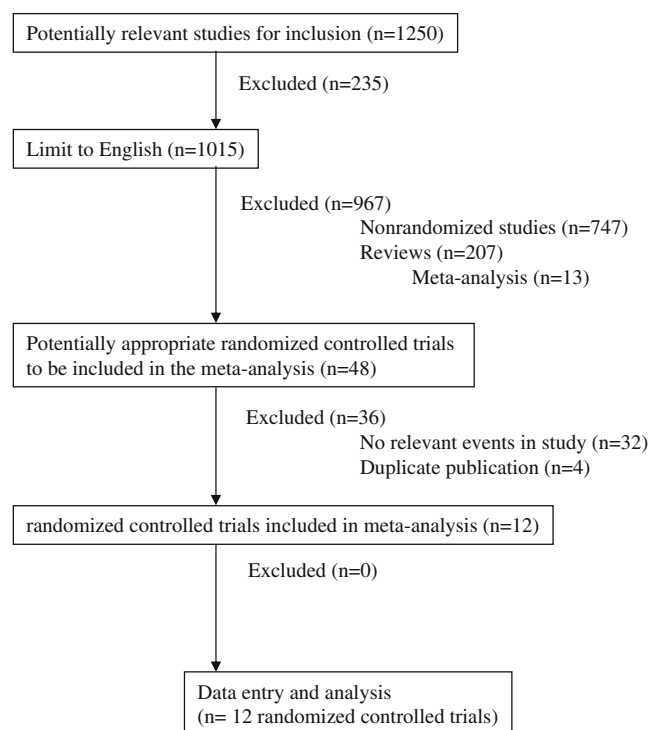 Potentially relevant studies for inclusion (n=1250)
Excluded (n=235)
Limit to English (n=1015)
Excluded (n=967)
Nonrandomized studies (n=747)
Reviews (n=207)
Meta-analysis (n=13)
Potentially appropriate randomized controlled trials
to be included in the meta-analysis (n=48)
Excluded (n=36)
No relevant events in study (n=32)
Duplicate publication (n=4)
randomized controlled trials included in meta-analysis (n=12)
Excluded (n=0)
Data entry and analysis
(n= 12 randomized controlled trials)